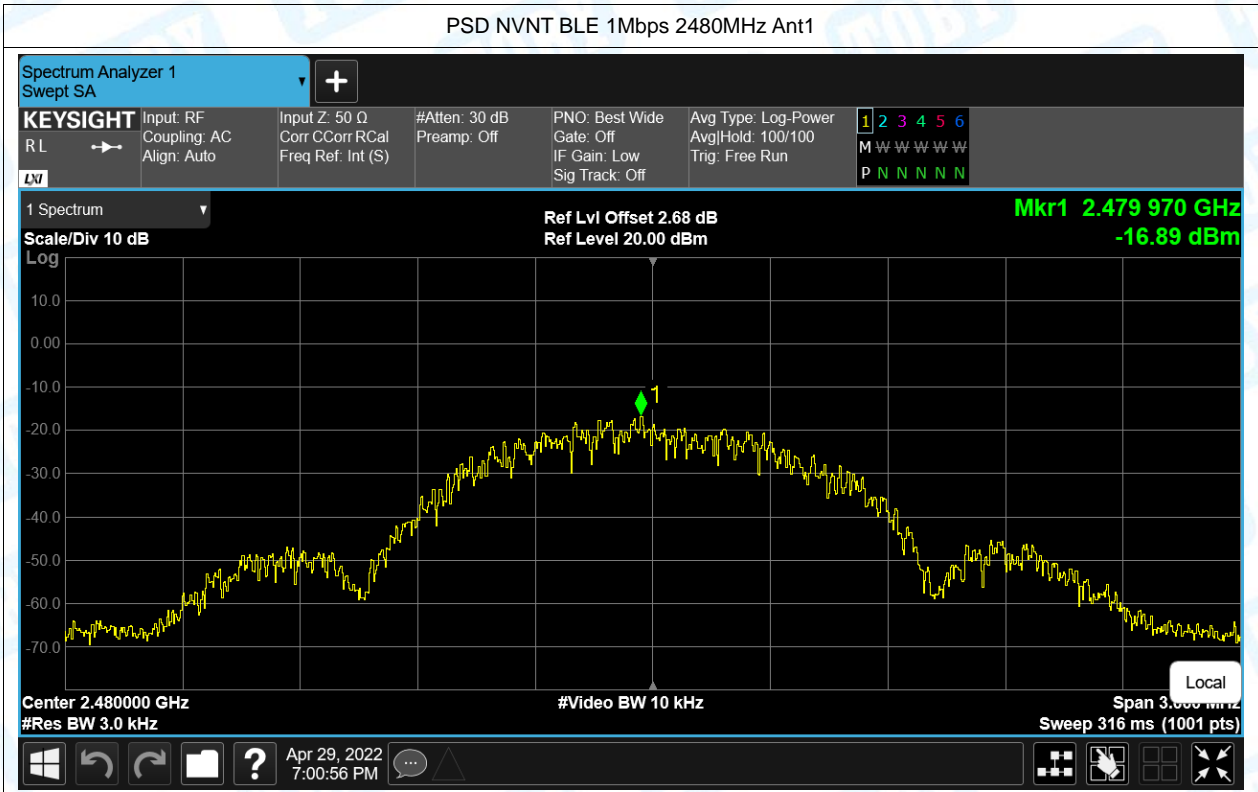 PSD NVNT BLE 1Mbps 2480MHz Ant1
Spectrum Analyzer 1
Swept SA
KEYSIGHT
RL
LXI
Input: RF
Coupling: AC
Align: Auto
Input Z: 50 Ω
Corr CCorr RCal
Freq Ref: Int (S)
#Atten: 30 dB
Preamp: Off
PNO: Best Wide
Gate: Off
IF Gain: Low
Sig Track: Off
Avg Type: Log-Power
Avg|Hold: 100/100
Trig: Free Run
1 2 3 4 5 6
M W W W W W
P N N N N N
1 Spectrum
Scale/Div 10 dB
Ref Lvl Offset 2.68 dB
Ref Level 20.00 dBm
Mkr1 2.479 970 GHz
-16.89 dBm
Log
10.0
0.00
-10.0
-20.0
-30.0
-40.0
-50.0
-60.0
-70.0
1
Local
Center 2.480000 GHz
#Res BW 3.0 kHz
#Video BW 10 kHz
Span 3.000 MHz
Sweep 316 ms (1001 pts)
?
Apr 29, 2022
7:00:56 PM